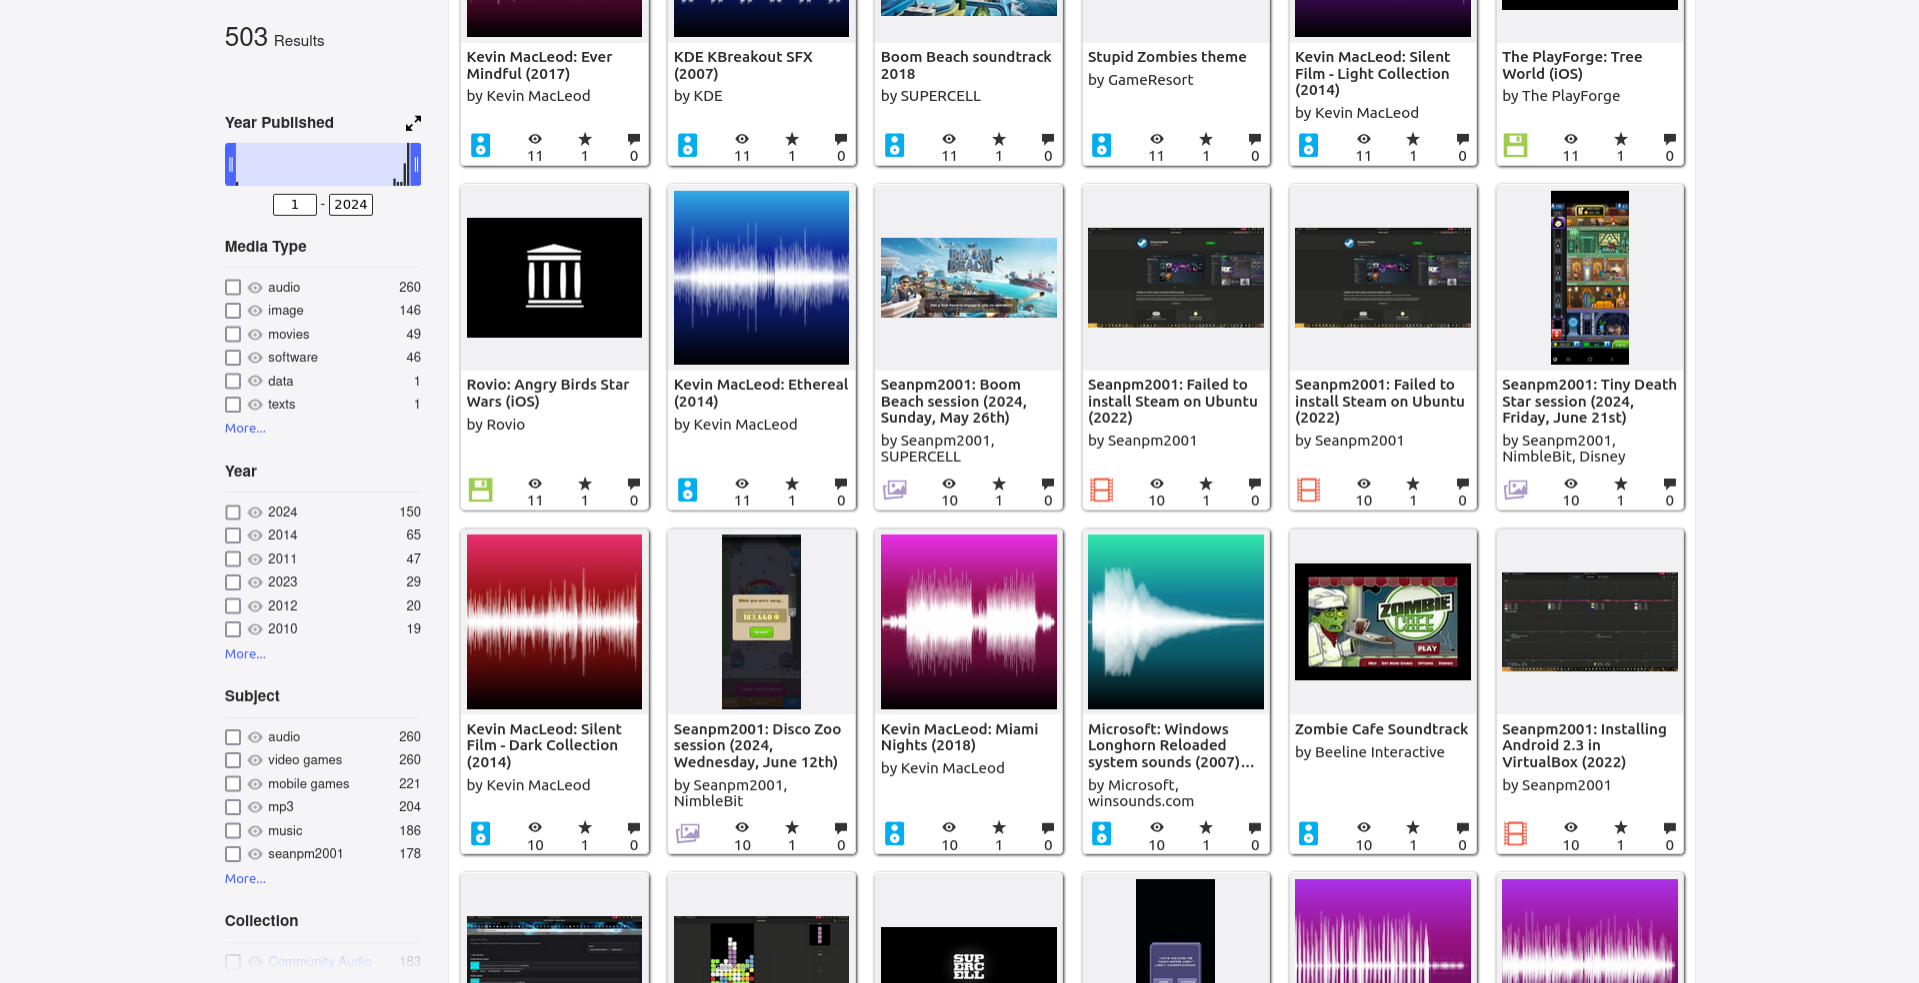 503 Results
Year Published
1 - 2024
Media Type
audio 260
image 146
movies 49
software 46
data 1
texts 1
More...
Year
2024 150
2014 65
2011 47
2023 29
2012 20
2010 19
More...
Subject
audio 260
video games 260
mobile games 221
mp3 204
music 186
seanpm2001 178
More...
Collection
Community Audio 183
Kevin MacLeod: Ever
Mindful (2017)
by Kevin MacLeod
11 1 0
KDE KBreakout SFX
(2007)
by KDE
11 1 0
Boom Beach soundtrack
2018
by SUPERCELL
11 1 0
Stupid Zombies theme
by GameResort
11 1 0
Kevin MacLeod: Silent
Film - Light Collection
(2014)
by Kevin MacLeod
11 1 0
The PlayForge: Tree
World (iOS)
by The PlayForge
11 1 0
Rovio: Angry Birds Star
Wars (iOS)
by Rovio
11 1 0
Kevin MacLeod: Ethereal
(2014)
by Kevin MacLeod
11 1 0
BOOM
BEACH
Seanpm2001: Boom
Beach session (2024,
Sunday, May 26th)
by Seanpm2001,
SUPERCELL
10 1 0
Seanpm2001: Failed to
install Steam on Ubuntu
(2022)
by Seanpm2001
10 1 0
Seanpm2001: Failed to
install Steam on Ubuntu
(2022)
by Seanpm2001
10 1 0
Seanpm2001: Tiny Death
Star session (2024,
Friday, June 21st)
by Seanpm2001,
NimbleBit, Disney
10 1 0
Kevin MacLeod: Silent
Film - Dark Collection
(2014)
by Kevin MacLeod
10 1 0
While you were away...
183,660
Seanpm2001: Disco Zoo
session (2024,
Wednesday, June 12th)
by Seanpm2001,
NimbleBit
10 1 0
Kevin MacLeod: Miami
Nights (2018)
by Kevin MacLeod
10 1 0
Microsoft: Windows
Longhorn Reloaded
system sounds (2007)...
by Microsoft,
winsounds.com
10 1 0
ZOMBIE
CAFE
PLAY
HELP GET MORE GAMES OPTIONS FRIENDS
Zombie Cafe Soundtrack
by Beeline Interactive
10 1 0
Seanpm2001: Installing
Android 2.3 in
VirtualBox (2022)
by Seanpm2001
10 1 0
SUP
ERC
ELL